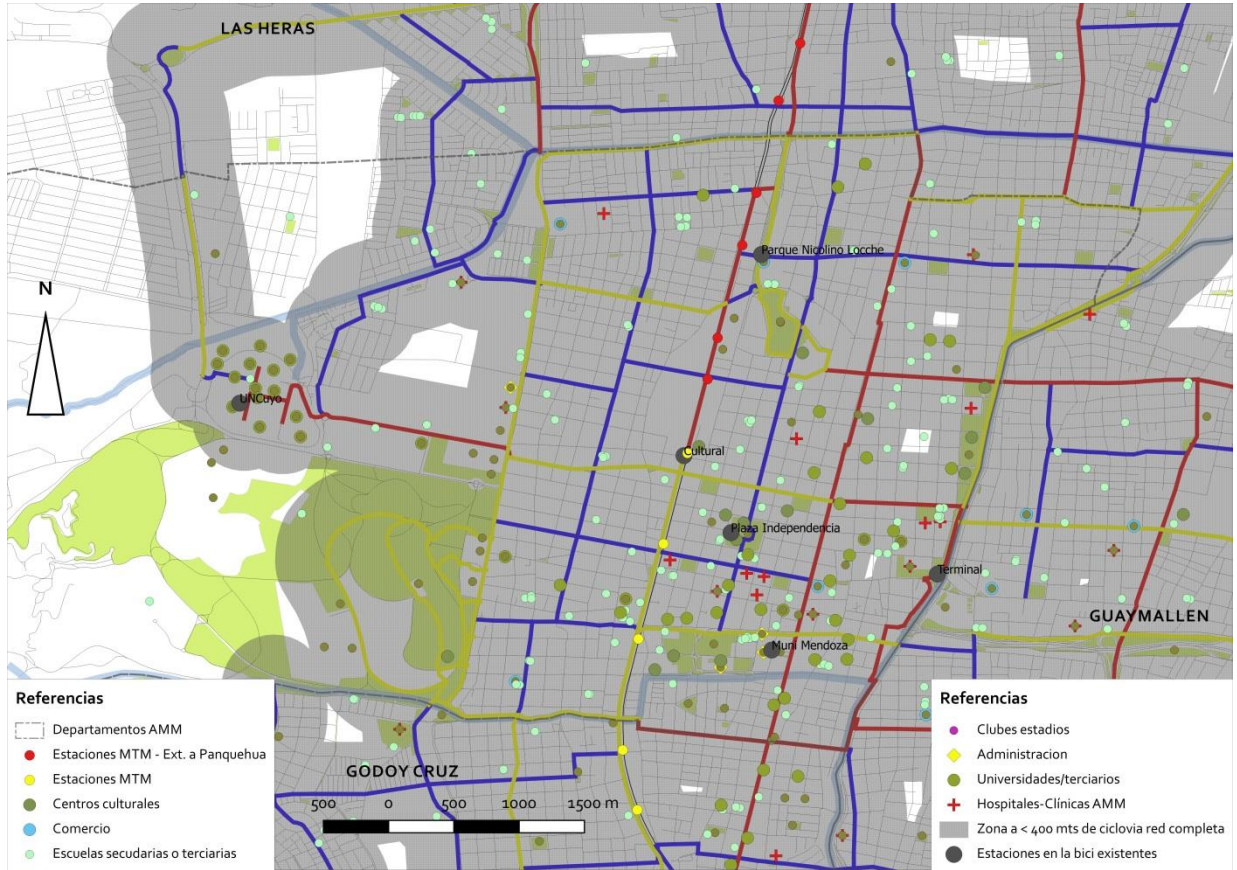 LAS HERAS
N
Parque Nicolino Locche
UNCuyo
Cultural
Plaza Independencia
Terminal
GUAYMALLEN
Muni Mendoza
GODOY CRUZ
500 0 500 1000 1500 m
Referencias
Departamentos AMM
Estaciones MTM - Ext. a Panquehua
Estaciones MTM
Centros culturales
Comercio
Escuelas secudarias o terciarias
Referencias
Clubes estadios
Administracion
Universidades/terciarios
Hospitales-Clínicas AMM
Zona a < 400 mts de ciclovia red completa
Estaciones en la bici existentes